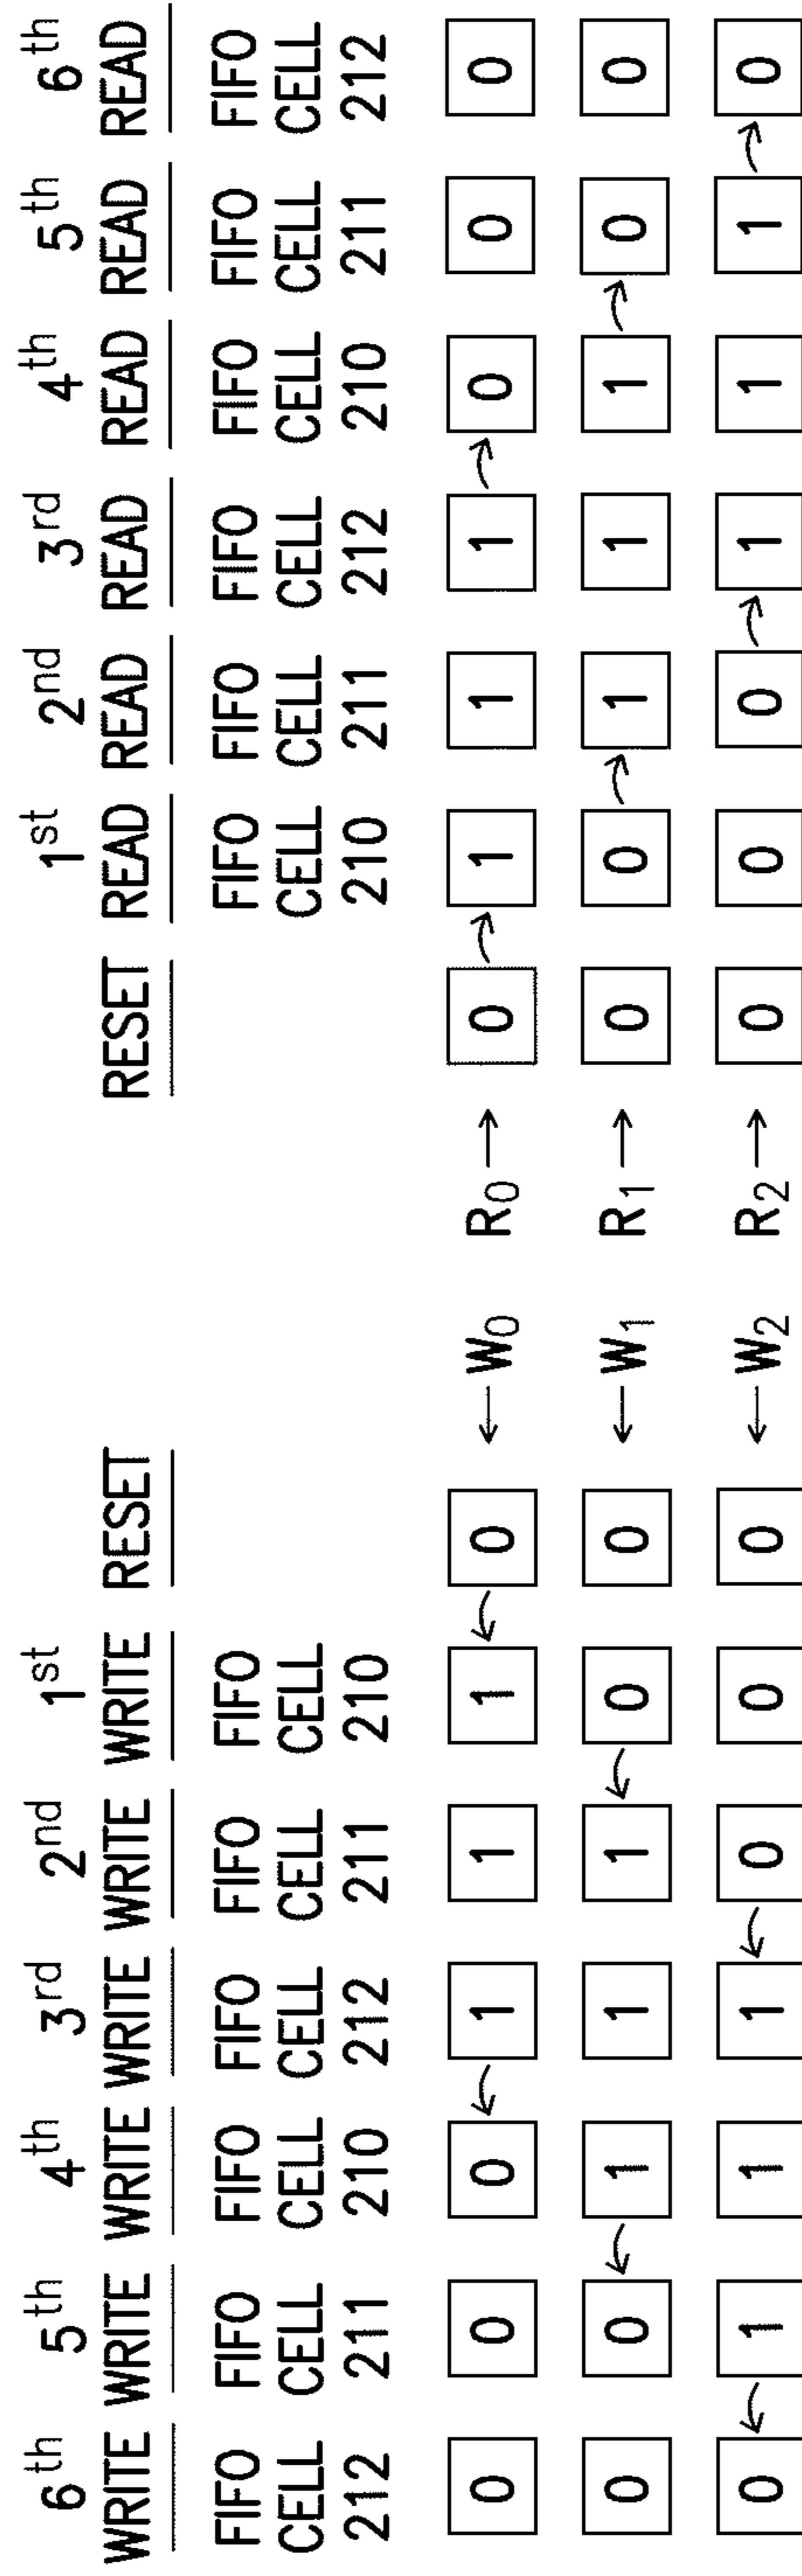 6th 5th 4th 3rd 2nd 1st 1st 2nd 3rd 4th 5th 6th
WRITE WRITE WRITE WRITE WRITE WRITE RESET RESET READ READ READ READ READ READ
FIFO FIFO FIFO FIFO FIFO FIFO FIFO FIFO FIFO FIFO FIFO FIFO
CELL CELL CELL CELL CELL CELL CELL CELL CELL CELL CELL CELL
212 211 210 212 211 210 210 211 212 210 211 212
0 0 0 1 1 1 0 ← W0 R0 → 0 1 1 1 0 0 0
0 0 1 1 1 0 0 ← W1 R1 → 0 0 1 1 1 0 0
0 1 1 1 0 0 0 ← W2 R2 → 0 0 0 1 1 1 0